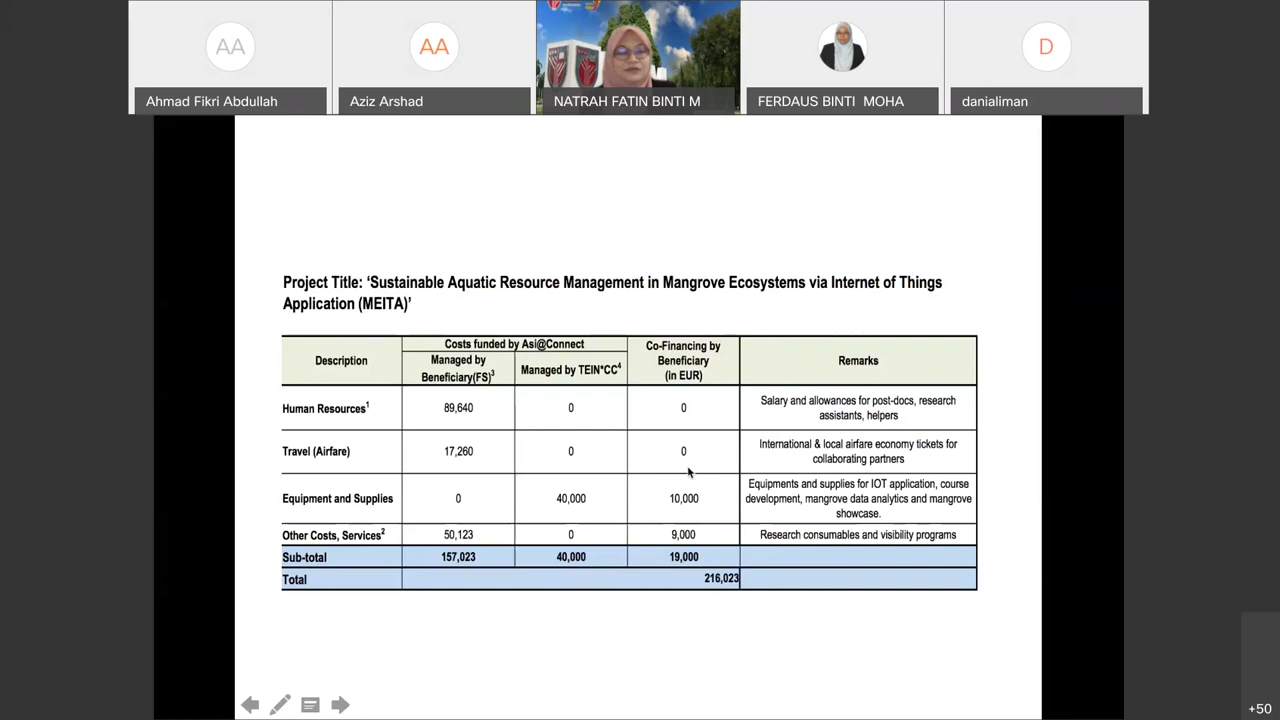 AA
AA
D
Ahmad Fikri Abdullah
Aziz Arshad
NATRAH FATIN BINTI M
FERDAUS BINTI MOHA
danialiman
Project Title: ‘Sustainable Aquatic Resource Management in Mangrove Ecosystems via Internet of Things
Application (MEITA)’
Description
Costs funded by Asi@Connect
Managed by
Beneficiary(FS)3
Managed by TEIN*CC4
Co-Financing by
Beneficiary
(in EUR)
Remarks
Human Resources1
89,640
0
0
Salary and allowances for post-docs, research
assistants, helpers
Travel (Airfare)
17,260
0
0
International & local airfare economy tickets for
collaborating partners
Equipment and Supplies
0
40,000
10,000
Equipments and supplies for IOT application, course
development, mangrove data analytics and mangrove
showcase.
Other Costs, Services2
50,123
0
9,000
Research consumables and visibility programs
Sub-total
157,023
40,000
19,000
Total
216,023
+50